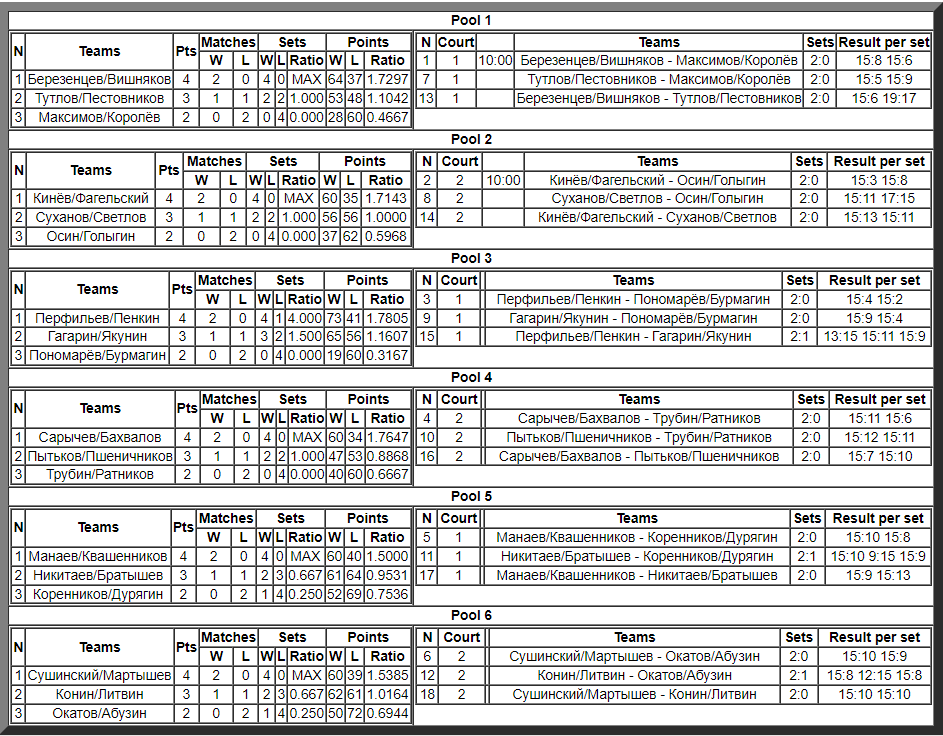 Pool 1
N Teams Pts Matches Sets Points N Court Teams Sets Result per set
W L W L Ratio W L Ratio 1 1 10:00 Березенцев/Вишняков - Максимов/Королёв 2:0 15:8 15:6
1 Березенцев/Вишняков 4 2 0 4 0 MAX 64 37 1.7297 7 1 Тутлов/Пестовников - Максимов/Королёв 2:0 15:5 15:9
2 Тутлов/Пестовников 3 1 1 2 2 1.000 53 48 1.1042 13 1 Березенцев/Вишняков - Тутлов/Пестовников 2:0 15:6 19:17
3 Максимов/Королёв 2 0 2 0 4 0.000 28 60 0.4667
Pool 2
N Teams Pts Matches Sets Points N Court Teams Sets Result per set
W L W L Ratio W L Ratio 2 2 10:00 Кинёв/Фагельский - Осин/Голыгин 2:0 15:3 15:8
1 Кинёв/Фагельский 4 2 0 4 0 MAX 60 35 1.7143 8 2 Суханов/Светлов - Осин/Голыгин 2:0 15:11 17:15
2 Суханов/Светлов 3 1 1 2 2 1.000 56 56 1.0000 14 2 Кинёв/Фагельский - Суханов/Светлов 2:0 15:13 15:11
3 Осин/Голыгин 2 0 2 0 4 0.000 37 62 0.5968
Pool 3
N Teams Pts Matches Sets Points N Court Teams Sets Result per set
W L W L Ratio W L Ratio 3 1 Перфильев/Пенкин - Пономарёв/Бурмагин 2:0 15:4 15:2
1 Перфильев/Пенкин 4 2 0 4 1 4.000 73 41 1.7805 9 1 Гагарин/Якунин - Пономарёв/Бурмагин 2:0 15:9 15:4
2 Гагарин/Якунин 3 1 1 3 2 1.500 65 56 1.1607 15 1 Перфильев/Пенкин - Гагарин/Якунин 2:1 13:15 15:11 15:9
3 Пономарёв/Бурмагин 2 0 2 0 4 0.000 19 60 0.3167
Pool 4
N Teams Pts Matches Sets Points N Court Teams Sets Result per set
W L W L Ratio W L Ratio 4 2 Сарычев/Бахвалов - Трубин/Ратников 2:0 15:11 15:6
1 Сарычев/Бахвалов 4 2 0 4 0 MAX 60 34 1.7647 10 2 Пытьков/Пшеничников - Трубин/Ратников 2:0 15:12 15:11
2 Пытьков/Пшеничников 3 1 1 2 2 1.000 47 53 0.8868 16 2 Сарычев/Бахвалов - Пытьков/Пшеничников 2:0 15:7 15:10
3 Трубин/Ратников 2 0 2 0 4 0.000 40 60 0.6667
Pool 5
N Teams Pts Matches Sets Points N Court Teams Sets Result per set
W L W L Ratio W L Ratio 5 1 Манаев/Квашенников - Коренников/Дурягин 2:0 15:10 15:8
1 Манаев/Квашенников 4 2 0 4 0 MAX 60 40 1.5000 11 1 Никитаев/Братышев - Коренников/Дурягин 2:1 15:10 9:15 15:9
2 Никитаев/Братышев 3 1 1 2 3 0.667 61 64 0.9531 17 1 Манаев/Квашенников - Никитаев/Братышев 2:0 15:9 15:13
3 Коренников/Дурягин 2 0 2 1 4 0.250 52 69 0.7536
Pool 6
N Teams Pts Matches Sets Points N Court Teams Sets Result per set
W L W L Ratio W L Ratio 6 2 Сушинский/Мартышев - Окатов/Абузин 2:0 15:10 15:9
1 Сушинский/Мартышев 4 2 0 4 0 MAX 60 39 1.5385 12 2 Конин/Литвин - Окатов/Абузин 2:1 15:8 12:15 15:8
2 Конин/Литвин 3 1 1 2 3 0.667 62 61 1.0164 18 2 Сушинский/Мартышев - Конин/Литвин 2:0 15:10 15:10
3 Окатов/Абузин 2 0 2 1 4 0.250 50 72 0.6944